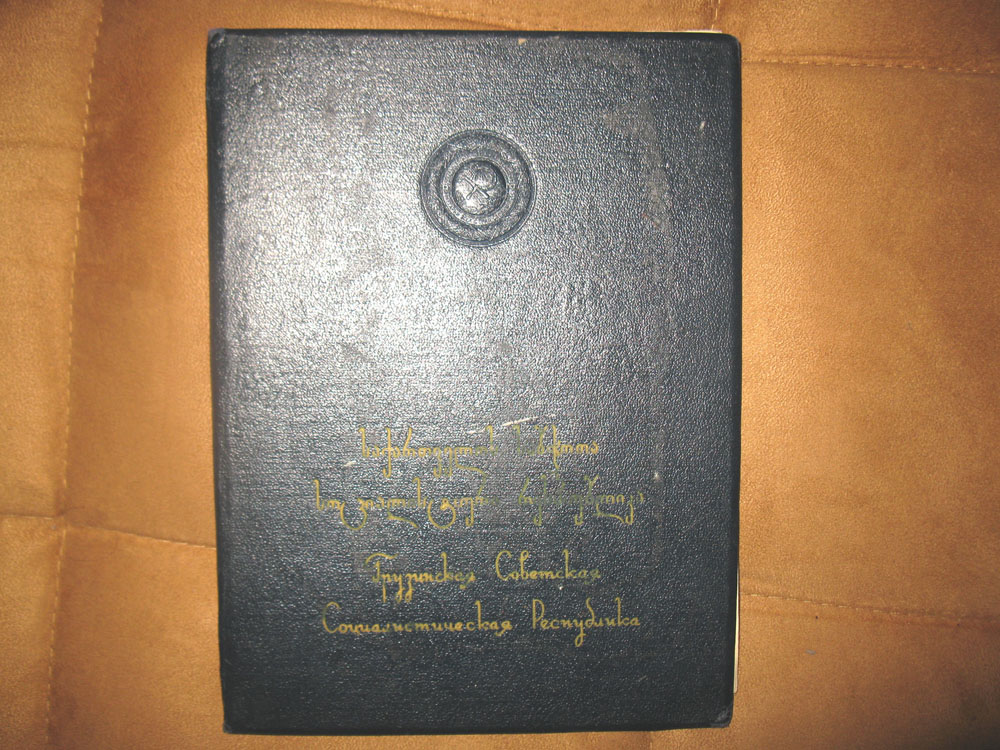 საქართველოს საბჭოთა
სოციალისტური რესპუბლიკა
Грузинская Советская
Социалистическая Республика